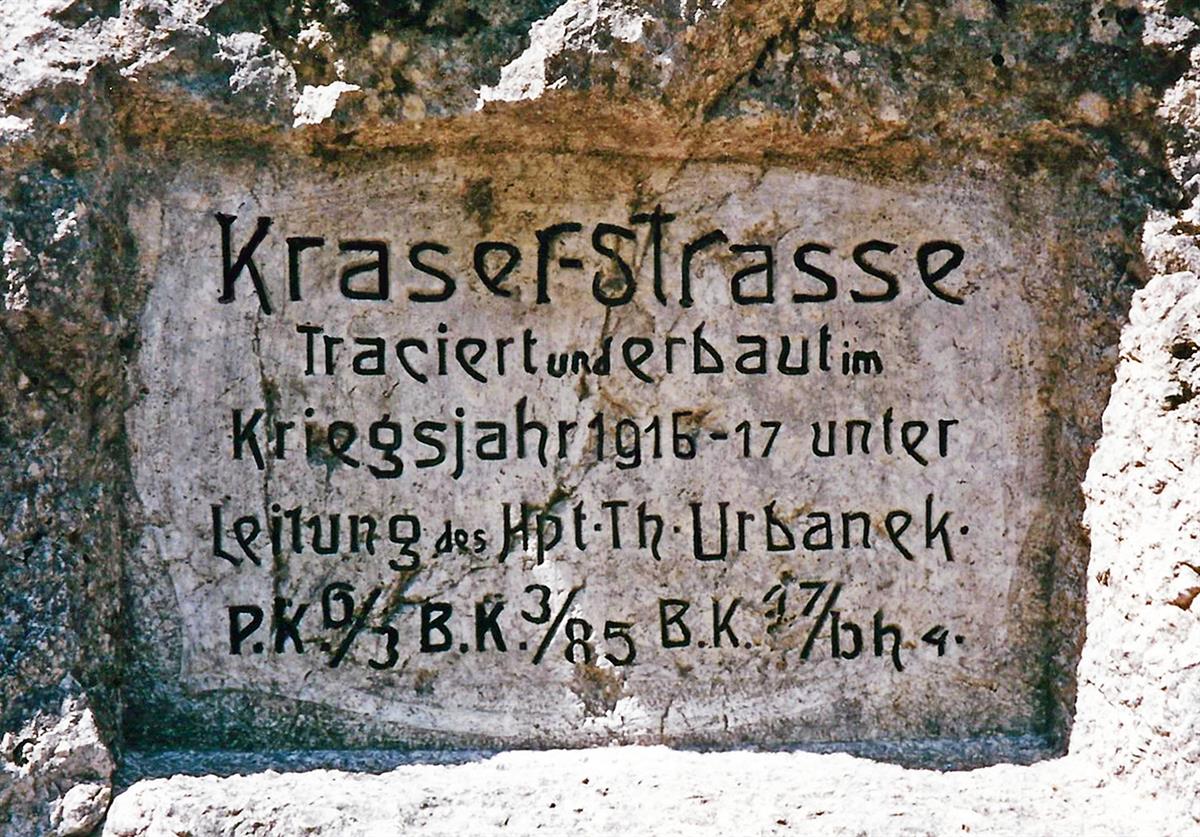 Kraser-Strasse
Traciert und erbaut im
Kriegsjahr 1916-17 unter
Leitung des Hpt. Th. Urbanek.
P.K. 6/3 B.K. 3/85 B.K. 17/bh 4.